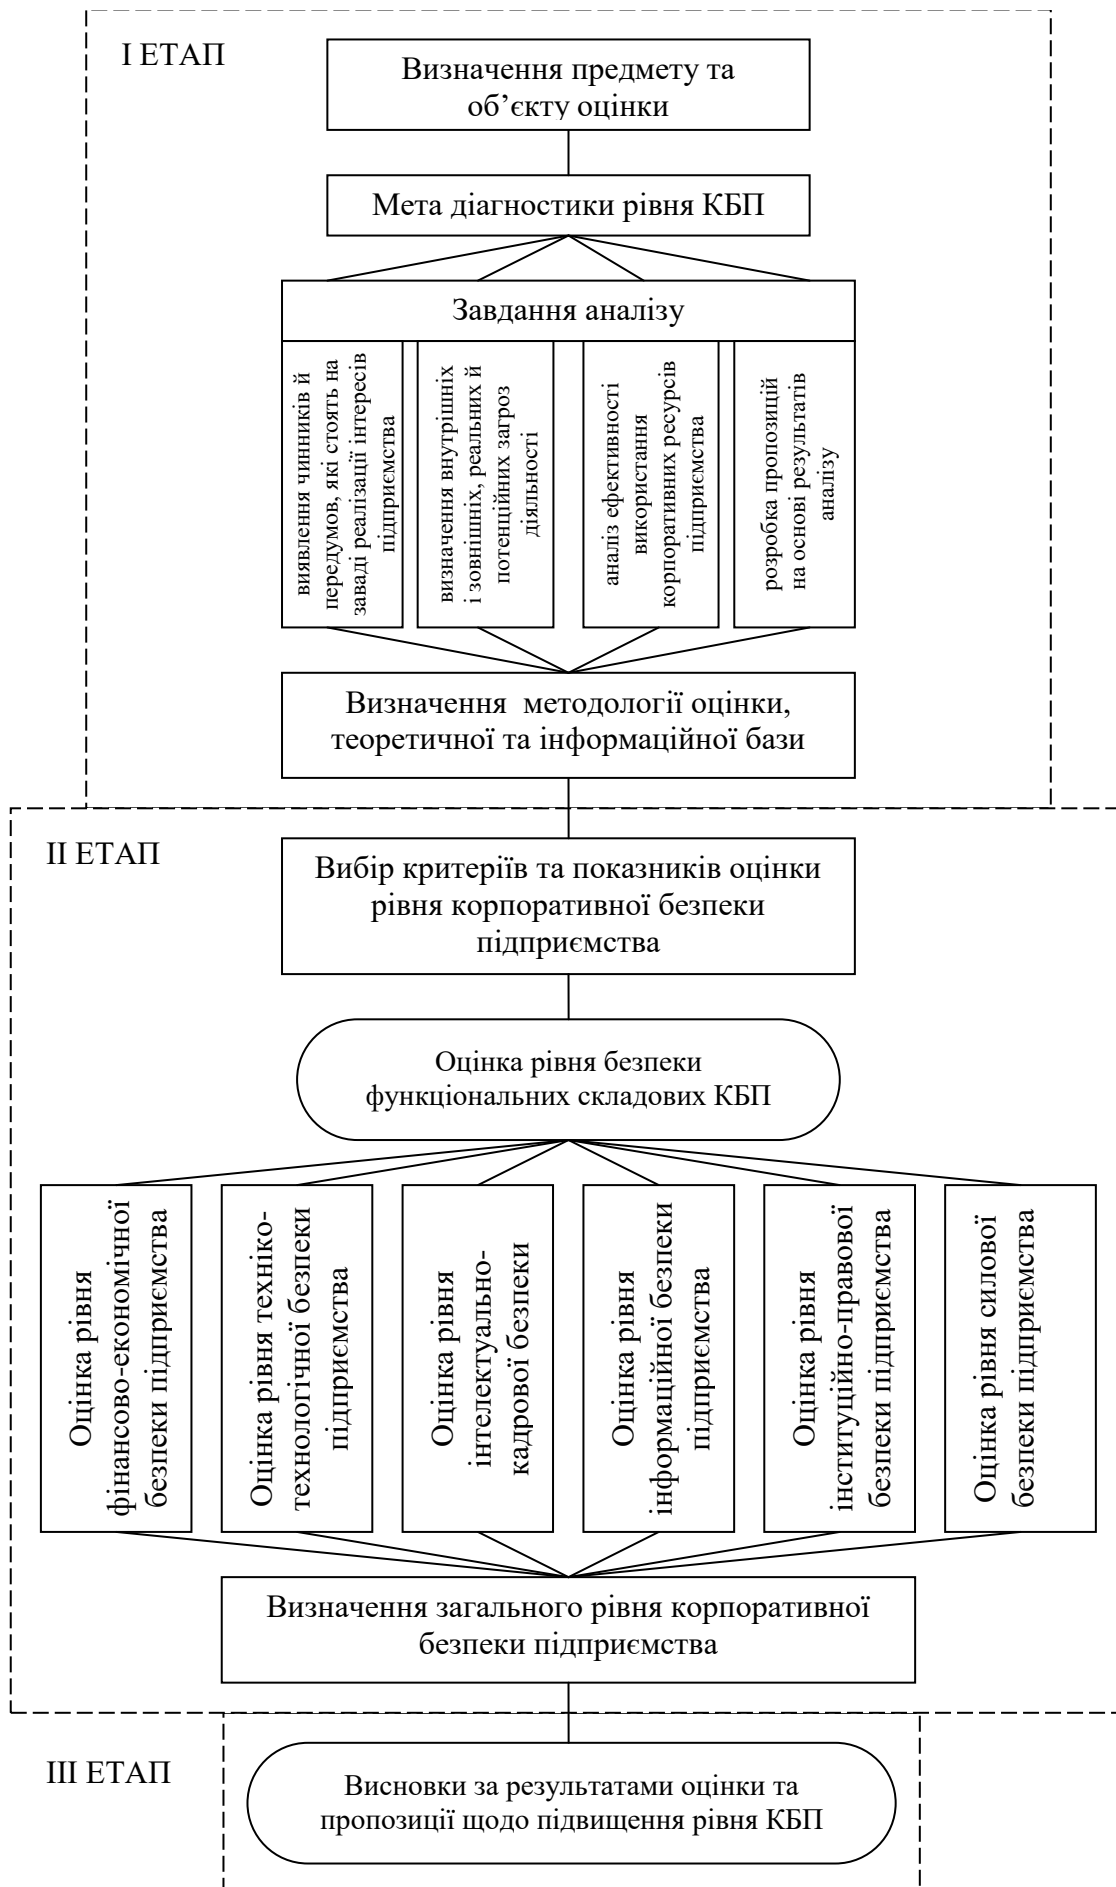 І ЕТАП
Визначення предмету та
об’єкту оцінки
Мета діагностики рівня КБП
Завдання аналізу
виявлення чинників й
передумов, які стоять на
заваді реалізації інтересів
підприємства
визначення внутрішніх
і зовнішніх, реальних й
потенційних загроз
діяльності
аналіз ефективності
використання
корпоративних ресурсів
підприємства
розробка пропозицій
на основі результатів
аналізу
Визначення методології оцінки,
теоретичної та інформаційної бази
ІІ ЕТАП
Вибір критеріїв та показників оцінки
рівня корпоративної безпеки
підприємства
Оцінка рівня безпеки
функціональних складових КБП
Оцінка рівня
фінансово-економічної
безпеки підприємства
Оцінка рівня техніко-
технологічної безпеки
підприємства
Оцінка рівня
інтелектуально-
кадрової безпеки
Оцінка рівня
інформаційної безпеки
підприємства
Оцінка рівня
інституційно-правової
безпеки підприємства
Оцінка рівня силової
безпеки підприємства
Визначення загального рівня корпоративної
безпеки підприємства
ІІІ ЕТАП
Висновки за результатами оцінки та
пропозиції щодо підвищення рівня КБП